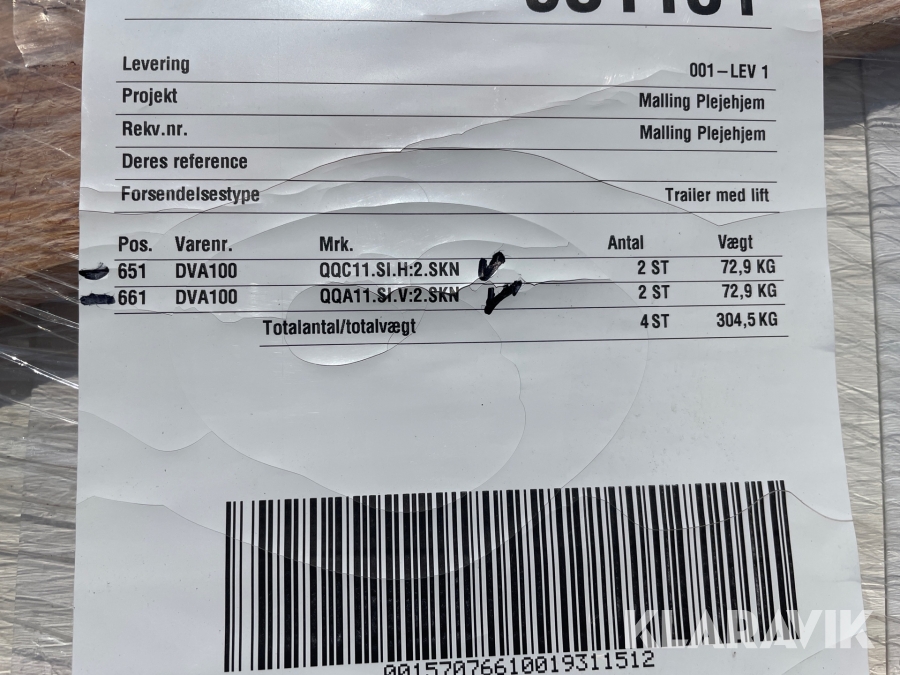 Levering 001–LEV 1
Projekt Malling Plejehjem
Rekv.nr. Malling Plejehjem
Deres reference
Forsendelsestype Trailer med lift
Pos. Varenr. Mrk. Antal Vægt
651 DVA100 QQC11.SI.H:2.SKN 2 ST 72,9 KG
661 DVA100 QQA11.SI.V:2.SKN 2 ST 72,9 KG
Totalantal/totalvægt 4 ST 304,5 KG
00157076610019311512
KLARAVIK